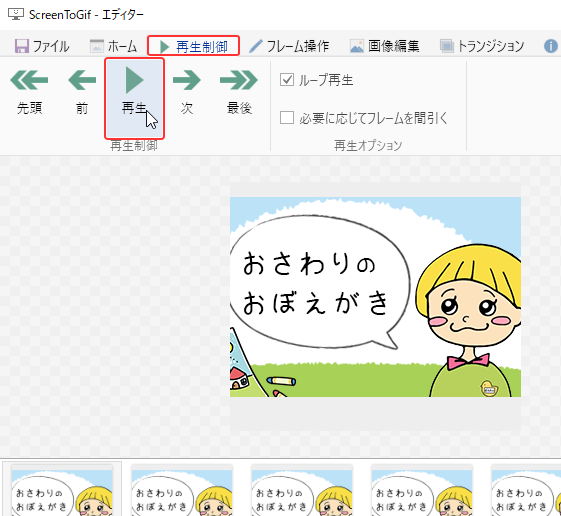 ScreenToGif - エディター
ファイル ホーム 再生制御 フレーム操作 画像編集 トランジション
先頭 前 再生 次 最後
ループ再生
必要に応じてフレームを間引く
再生制御 再生オプション
おさわりの
おぼえがき
おさわりの おさわりの おさわりの おさわりの おさわりの
おぼえがき おぼえがき おぼえがき おぼえがき おぼえがき